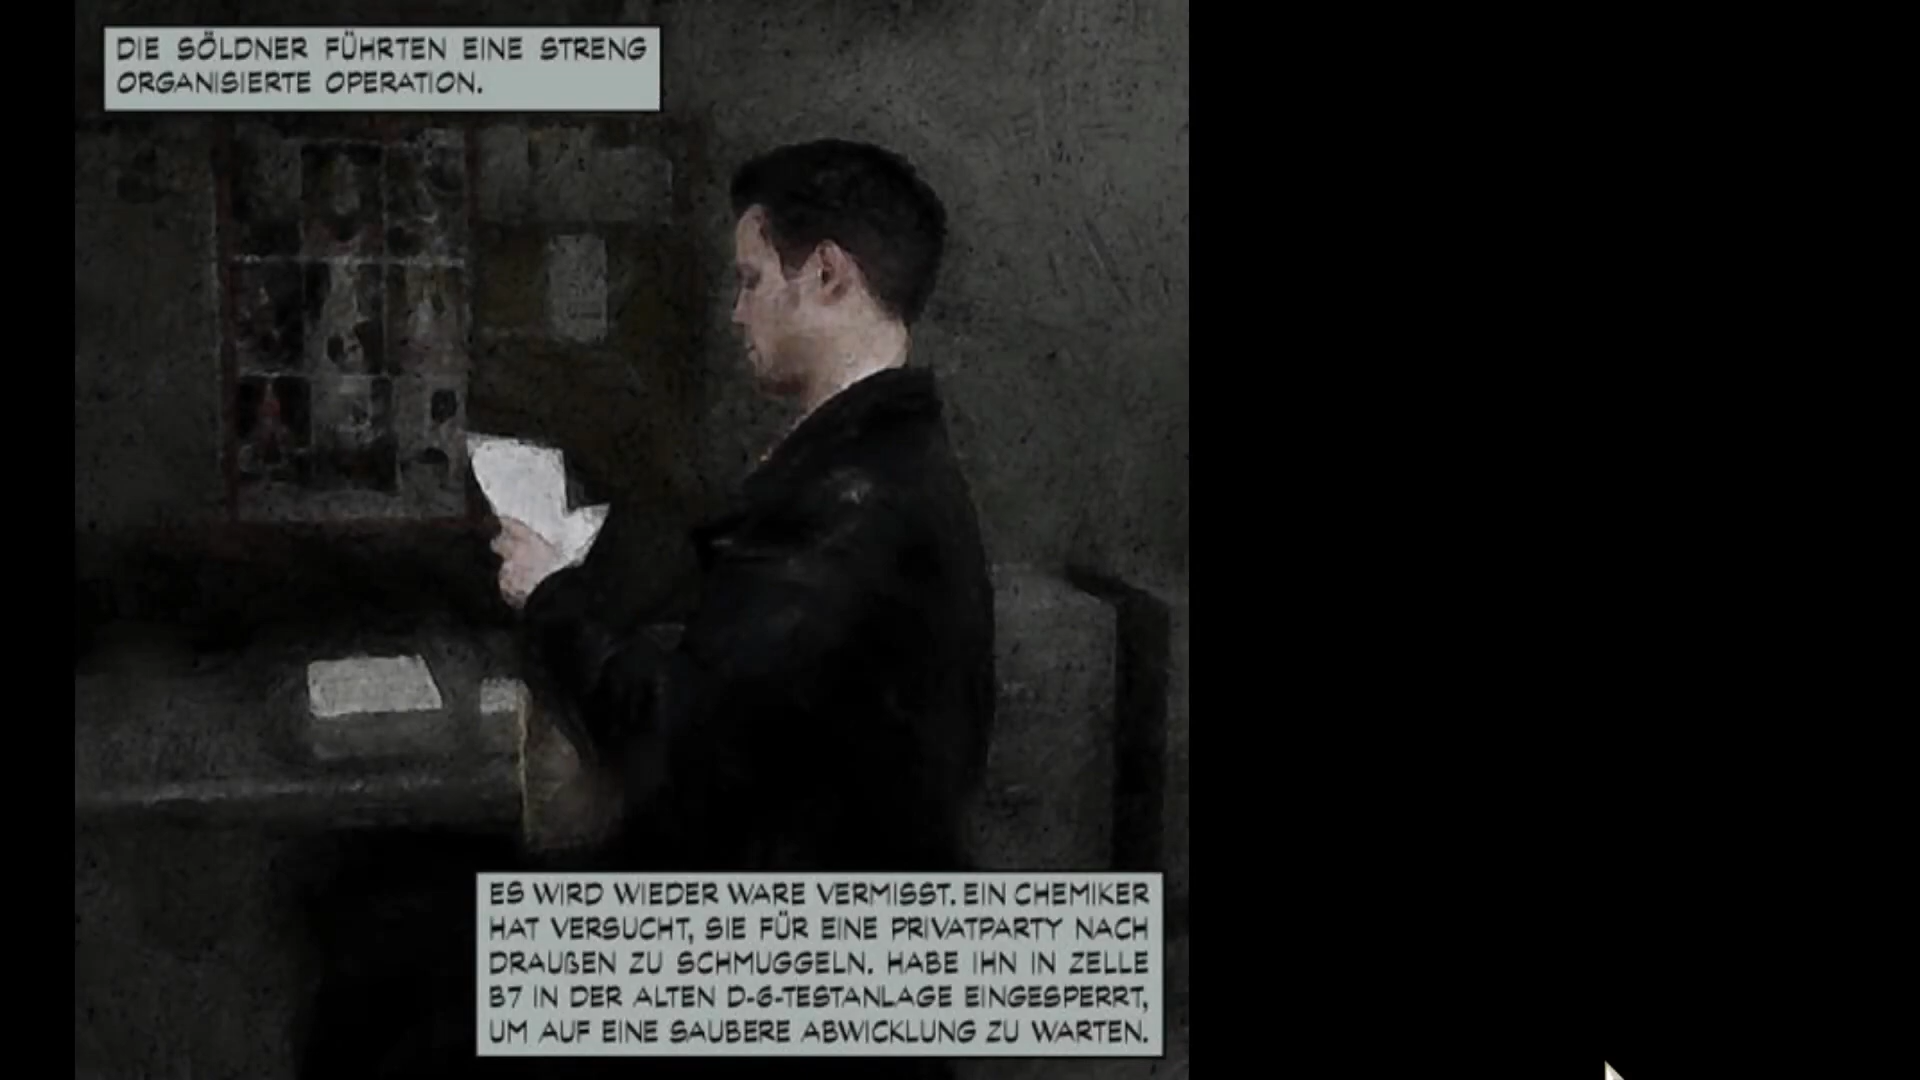 DIE SÖLDNER FÜHRTEN EINE STRENG
ORGANISIERTE OPERATION.
ES WIRD WIEDER WARE VERMISST. EIN CHEMIKER
HAT VERSUCHT, SIE FÜR EINE PRIVATPARTY NACH
DRAUßEN ZU SCHMUGGELN. HABE IHN IN ZELLE
B7 IN DER ALTEN D-6-TESTANLAGE EINGESPERRT,
UM AUF EINE SAUBERE ABWICKLUNG ZU WARTEN.